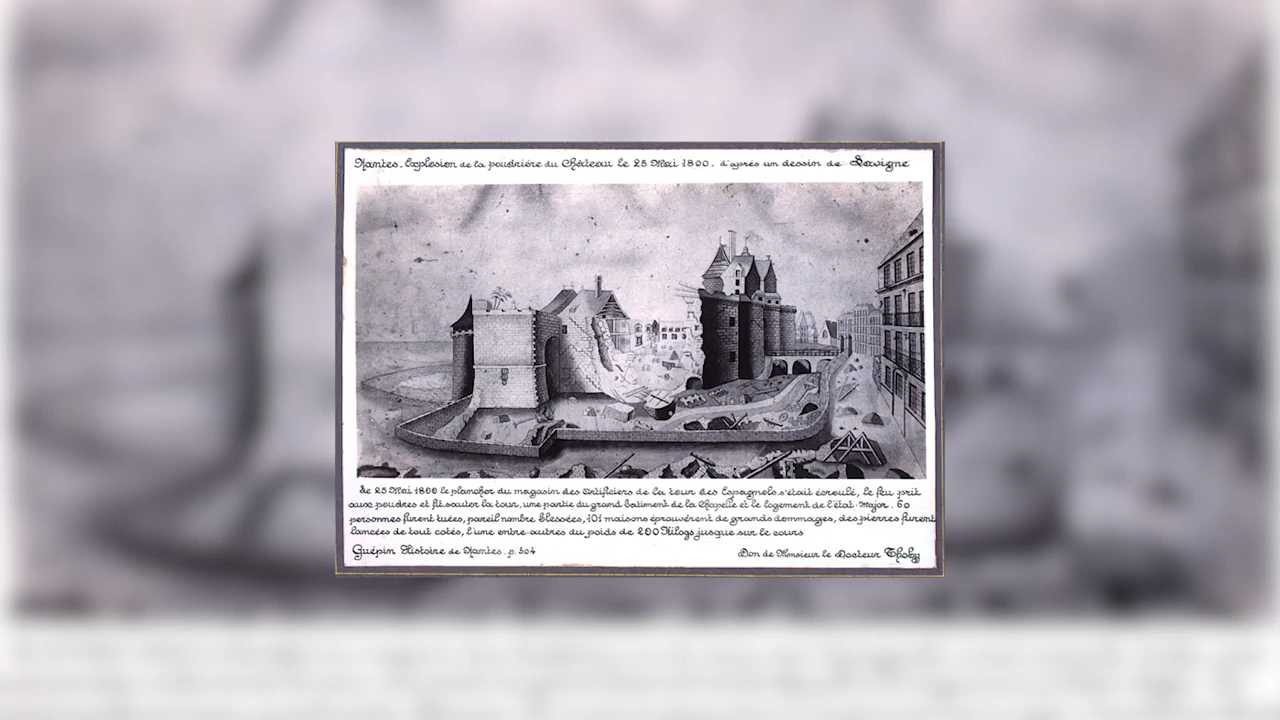 Nantes. Explosion de la poudrière du Château le 25 Mai 1800. d'après un dessin de Lavigne
Le 25 Mai 1800 le plancher du magasin des Artificiers de la tour des Espagnols s'était écroulé, le feu prit
aux poudres et fit sauter la tour, une partie du grand batiment de la Chapelle et le logement de l'état-Major. 60
personnes furent tuées, pareil nombre blessées, 101 maisons éprouvèrent de grands dommages, des pierres furent
lancées de tout cotés, l'une entre-autres du poids de 200 Kilogs jusque sur le cours
Guépin Histoire de Nantes. p. 504
Don de Monsieur le Docteur Thoby